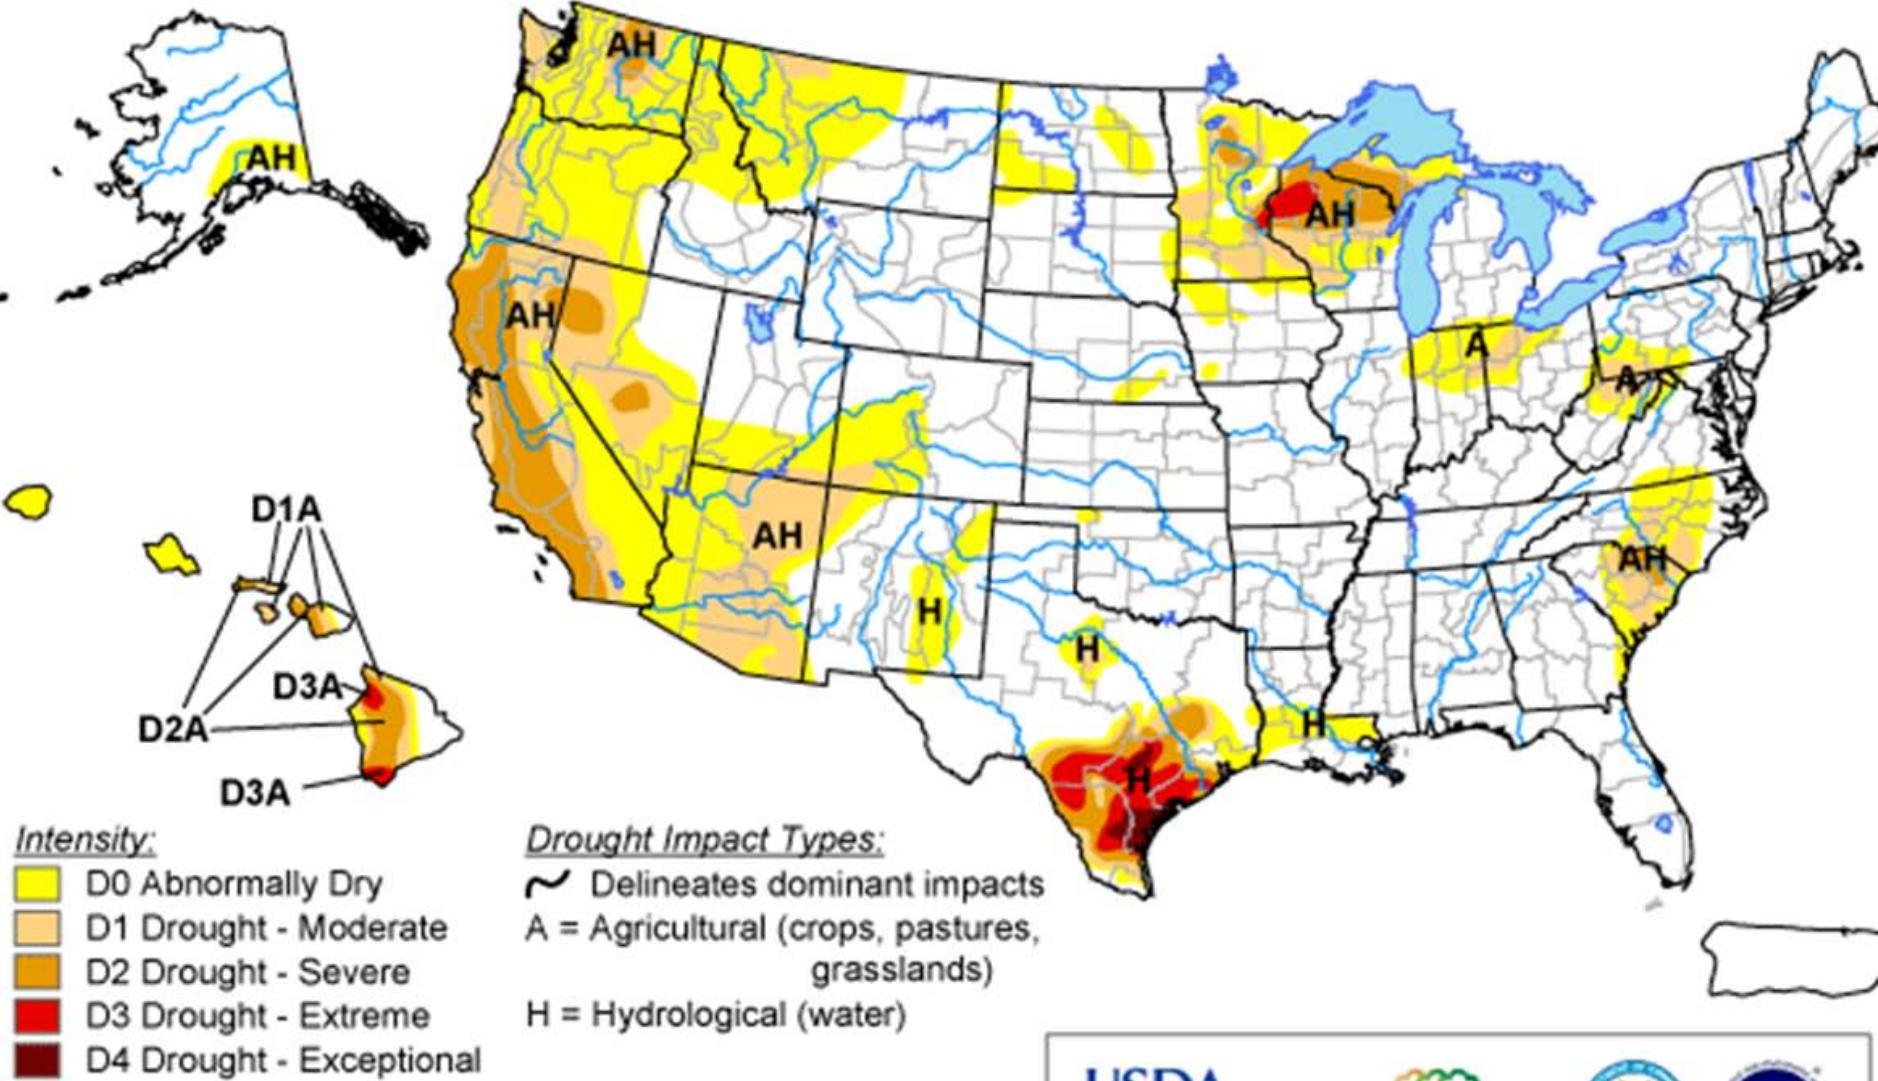 AH
AH
AH
AH
A
A
AH
AH
H
H
H
H
D1A
D3A
D2A
D3A
Intensity:
D0 Abnormally Dry
D1 Drought - Moderate
D2 Drought - Severe
D3 Drought - Extreme
D4 Drought - Exceptional
Drought Impact Types:
Delineates dominant impacts
A = Agricultural (crops, pastures,
grasslands)
H = Hydrological (water)
USDA